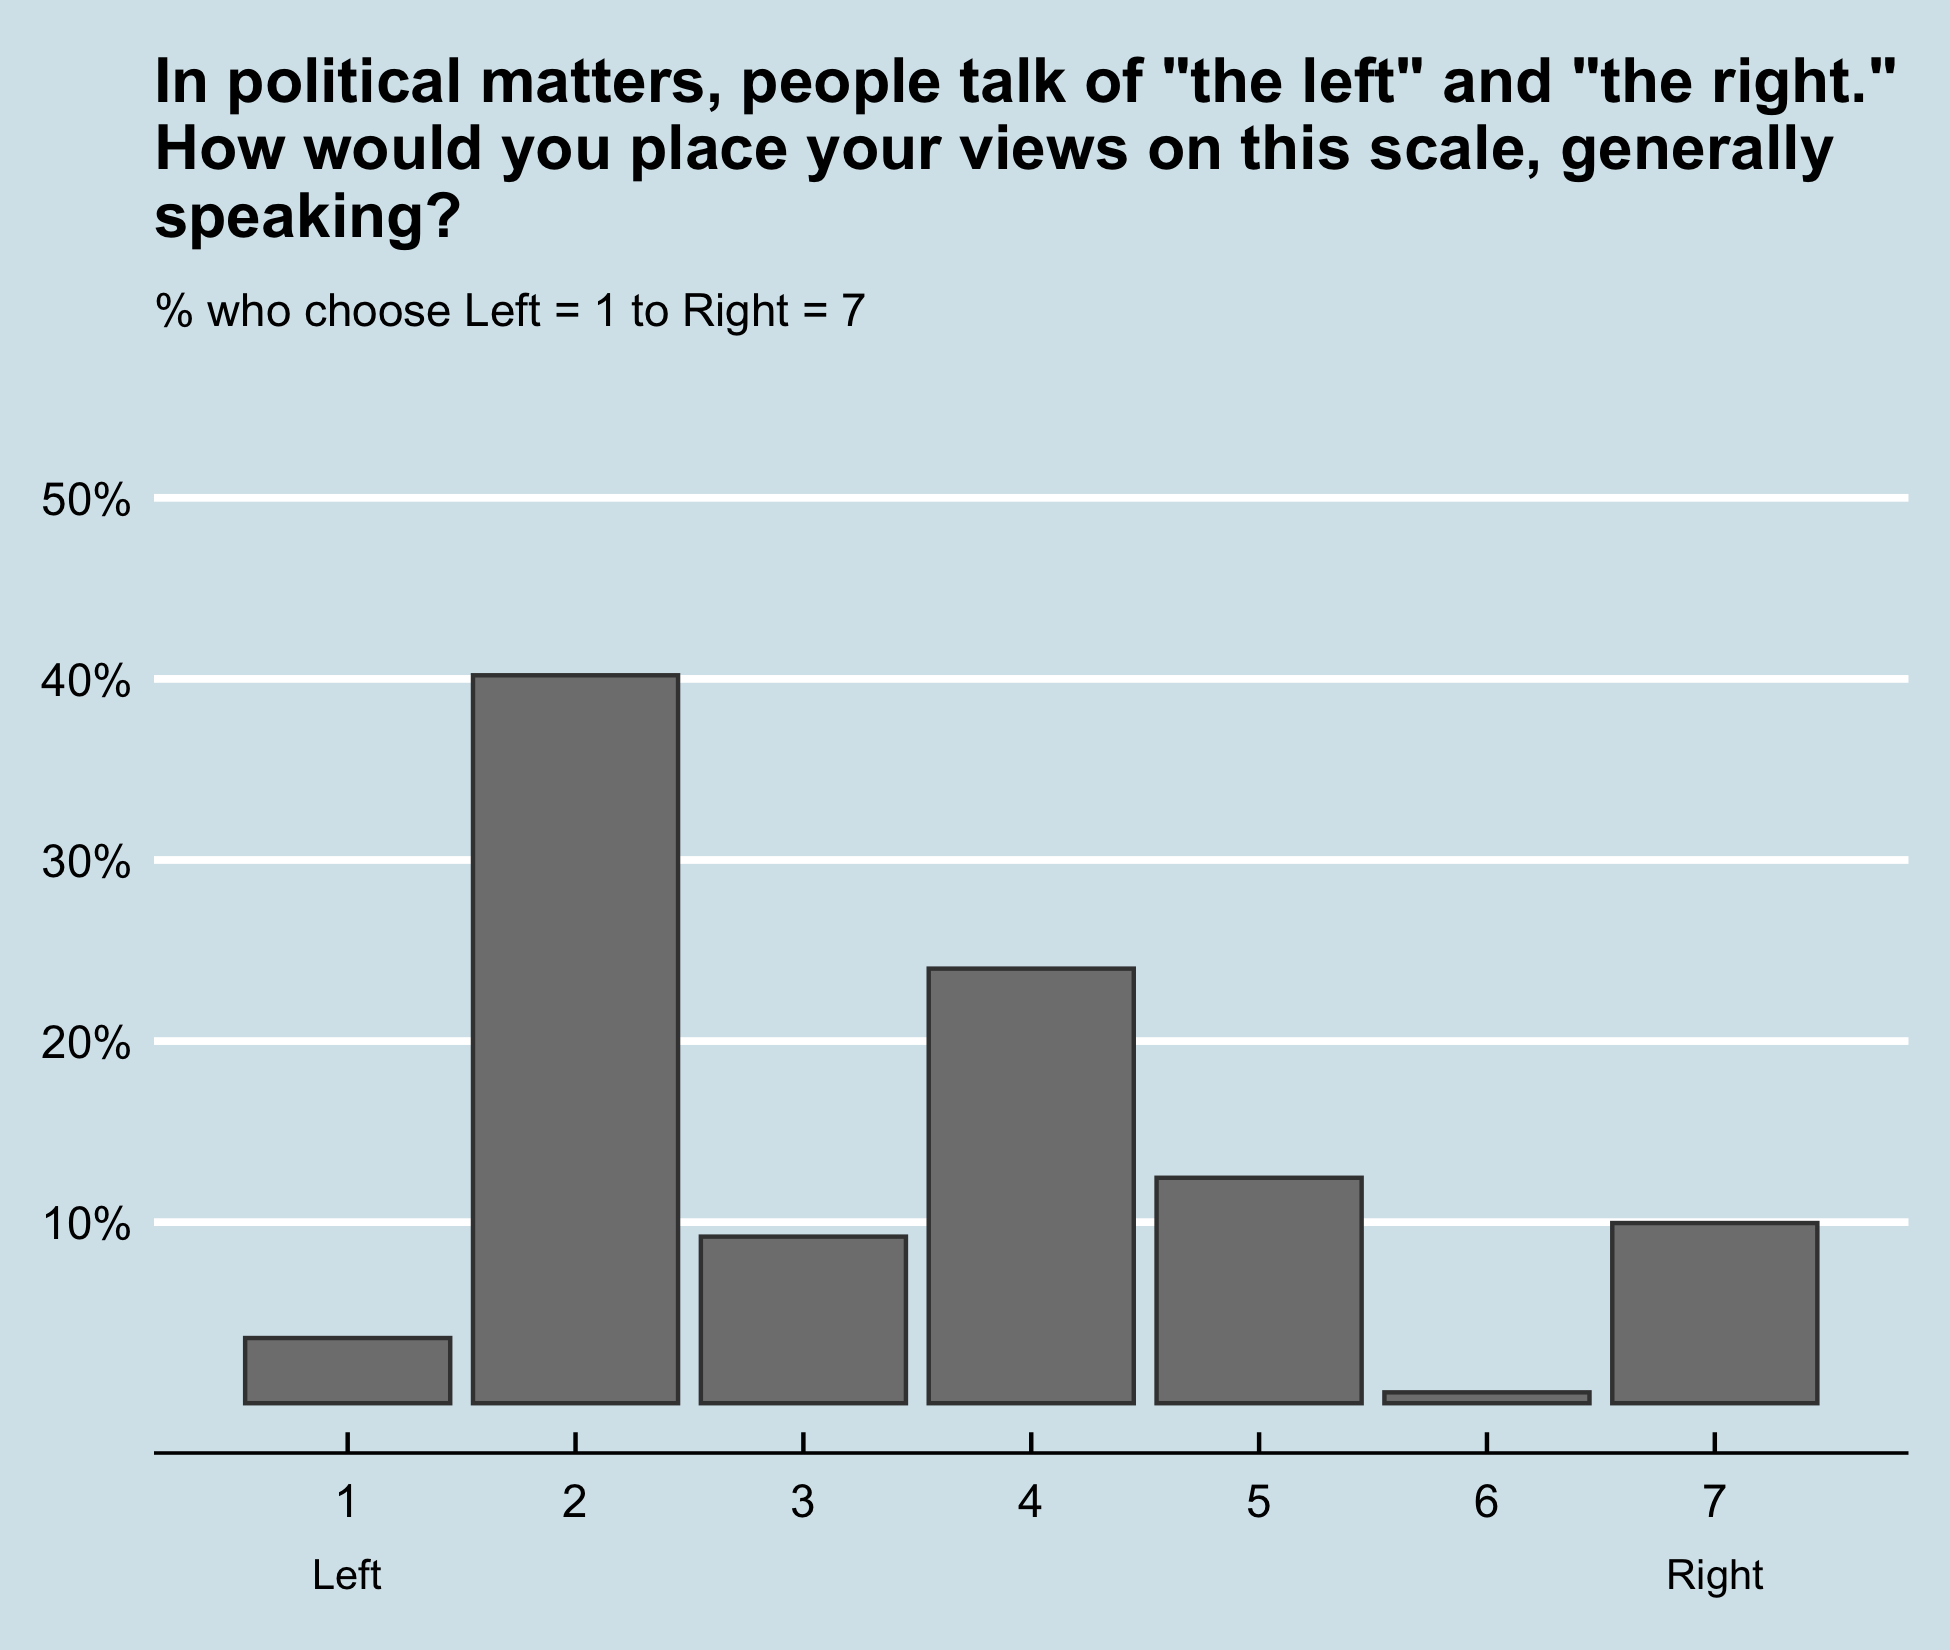 In political matters, people talk of "the left" and "the right."
How would you place your views on this scale, generally
speaking?
% who choose Left = 1 to Right = 7
50%
40%
30%
20%
10%
1 2 3 4 5 6 7
Left Right